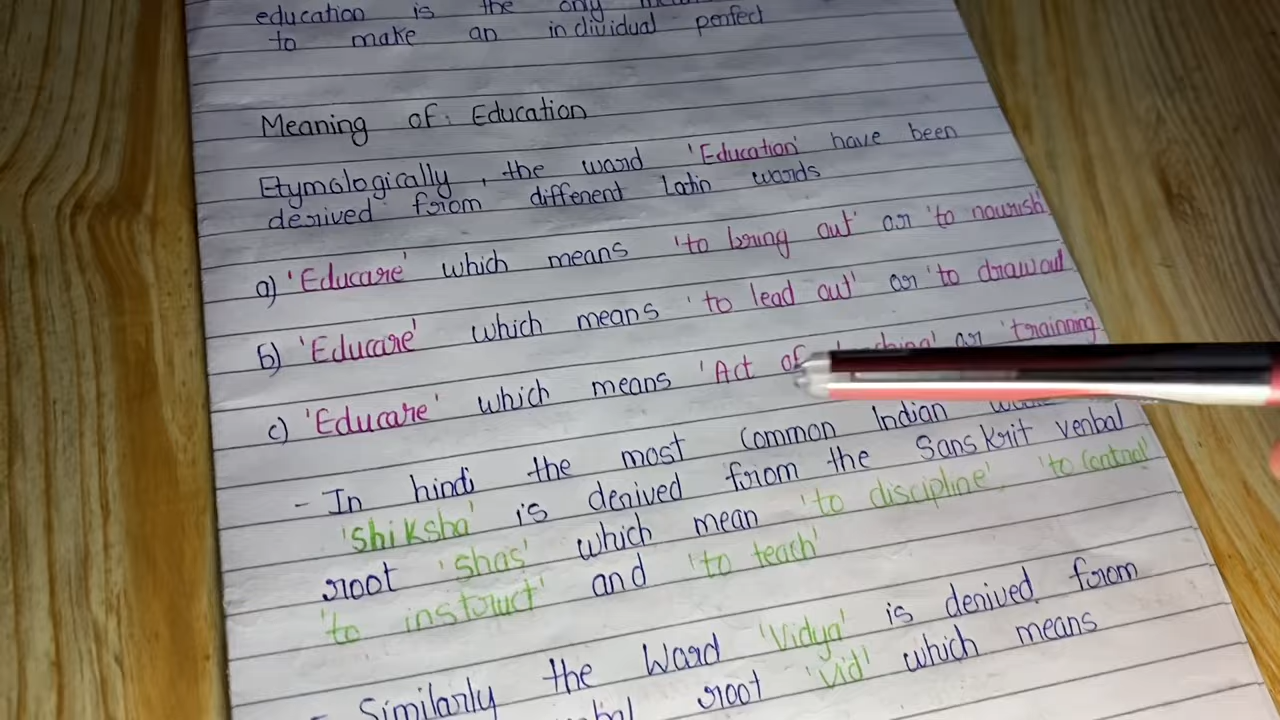 education is the only
to make an individual perfect
Meaning of Education
Etymologically, the word 'Education' have been
derived from different Latin words
a) 'Educare' which means 'to bring out' or 'to nourish'
b) 'Educare' which means 'to lead out' or 'to drawout
c) 'Educare' which means 'Act of teaching' or 'trainning'
- In hindi the most common Indian
'shiksha' is derived from the Sanskrit verbal
root 'shas' which mean 'to discipline' 'to control'
'to instruct' and 'to teach'
- Similarly the Word 'Vidya' is derived from
root 'vid' which means